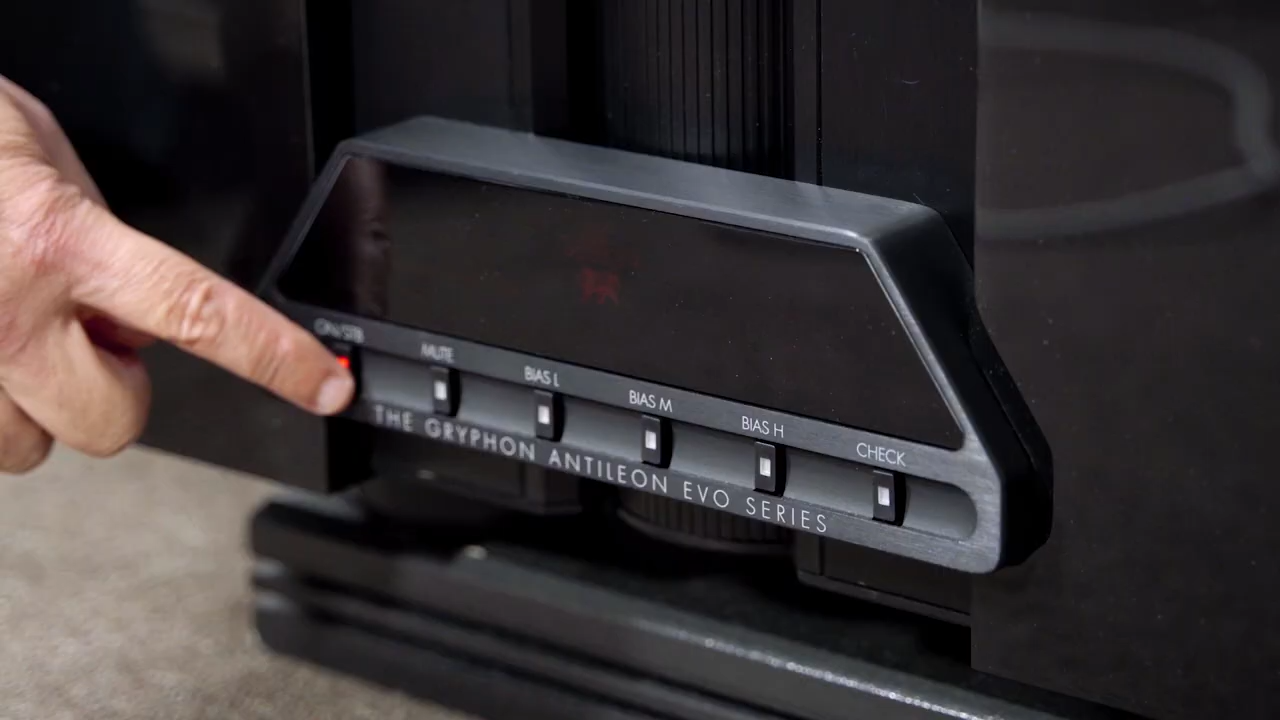 ON/STB MUTE BIAS L BIAS M BIAS H CHECK
THE GRYPHON ANTILEON EVO SERIES